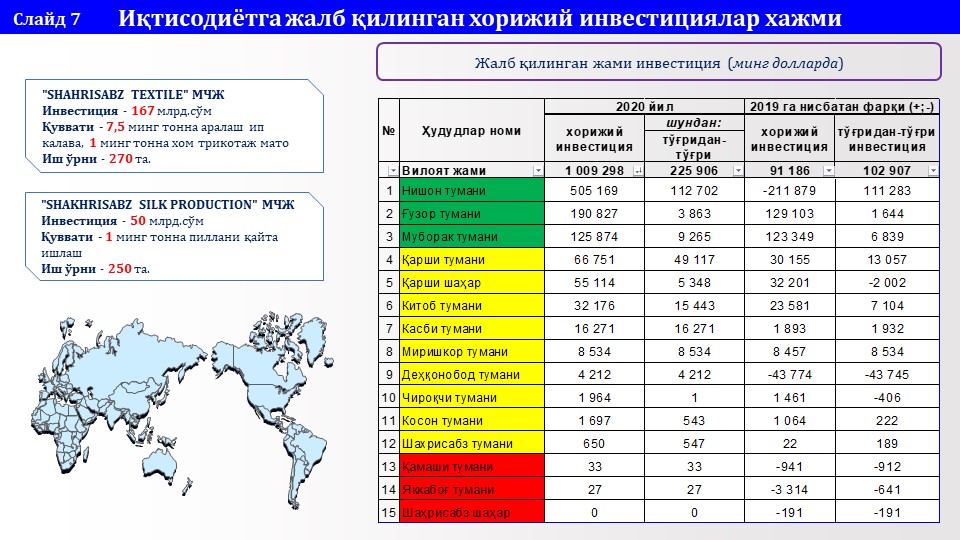 Слайд 7
Иқтисодиётга жалб қилинган хорижий инвестициялар хажми
Жалб қилинган жами инвестиция (минг долларда)
"SHAHRISABZ TEXTILE" МЧЖ
Инвестиция - 167 млрд.сўм
Қуввати - 7,5 минг тонна аралаш ип
калава, 1 минг тонна хом трикотаж мато
Иш ўрни - 270 та.
"SHAKHRISABZ SILK PRODUCTION" МЧЖ
Инвестиция - 50 млрд.сўм
Қуввати - 1 минг тонна пиллани қайта
ишлаш
Иш ўрни - 250 та.
№ Ҳудудлар номи 2020 йил 2019 га нисбатан фарқи (+;-)
хорижий инвестиция шундан: тўғридан-тўғри хорижий инвестиция тўғридан-тўғри инвестиция
Вилоят жами 1 009 298 225 906 91 186 102 907
1 Нишон тумани 505 169 112 702 -211 879 111 283
2 Ғузор тумани 190 827 3 863 129 103 1 644
3 Муборак тумани 125 874 9 265 123 349 6 839
4 Қарши тумани 66 751 49 117 30 155 13 057
5 Қарши шаҳар 55 114 5 348 32 201 -2 002
6 Китоб тумани 32 176 15 443 23 581 7 104
7 Касби тумани 16 271 16 271 1 893 1 932
8 Миришкор тумани 8 534 8 534 8 457 8 534
9 Деҳқонобод тумани 4 212 4 212 -43 774 -43 745
10 Чироқчи тумани 1 964 1 1 461 -406
11 Косон тумани 1 697 543 1 064 222
12 Шахрисабз тумани 650 547 22 189
13 Қамаши тумани 33 33 -941 -912
14 Яккабоғ тумани 27 27 -3 314 -641
15 Шаҳрисабз шаҳар 0 0 -191 -191